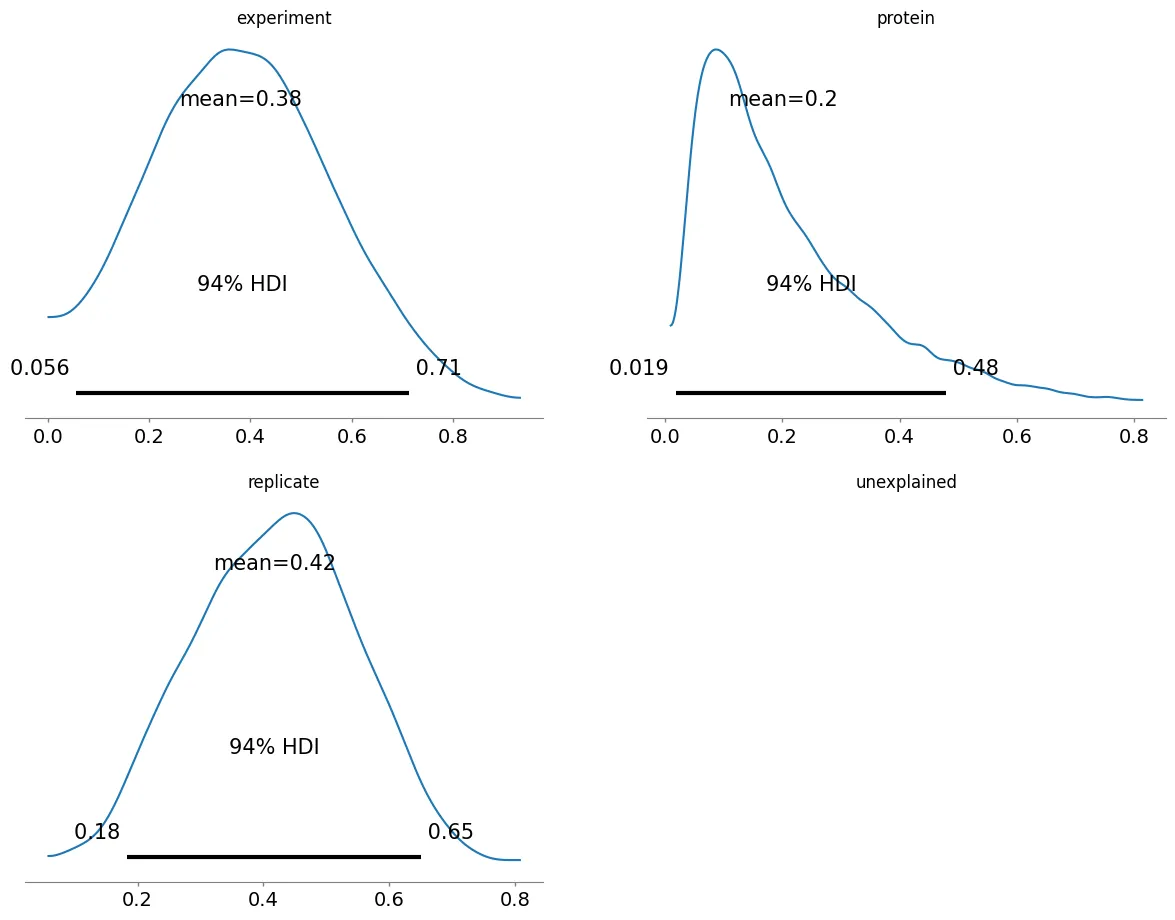 experiment
mean=0.38
94% HDI
0.056 0.71
0.0 0.2 0.4 0.6 0.8
protein
mean=0.2
94% HDI
0.019 0.48
0.0 0.2 0.4 0.6 0.8
replicate
mean=0.42
94% HDI
0.18 0.65
0.2 0.4 0.6 0.8
unexplained